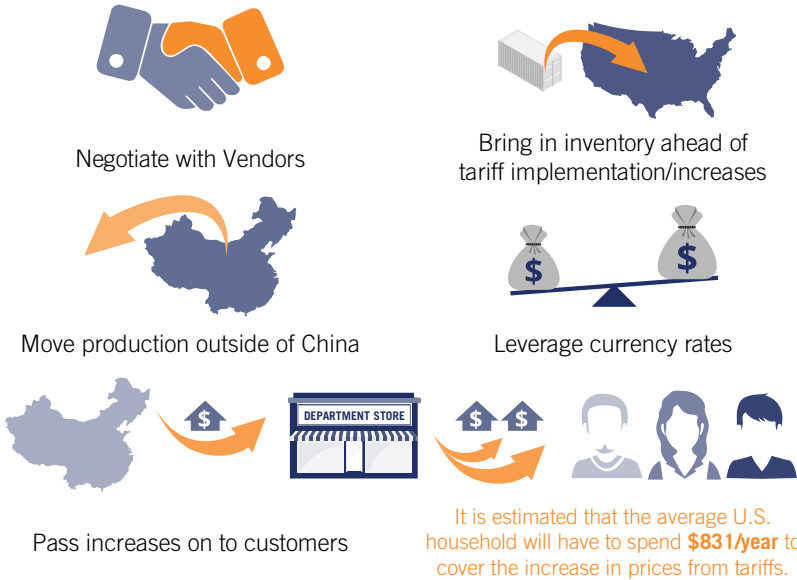 Negotiate with Vendors
Bring in inventory ahead of
tariff implementation/increases
$
$
Move production outside of China
Leverage currency rates
$
DEPARTMENT STORE
$
$
Pass increases on to customers
It is estimated that the average U.S.
household will have to spend $831/year to
cover the increase in prices from tariffs.